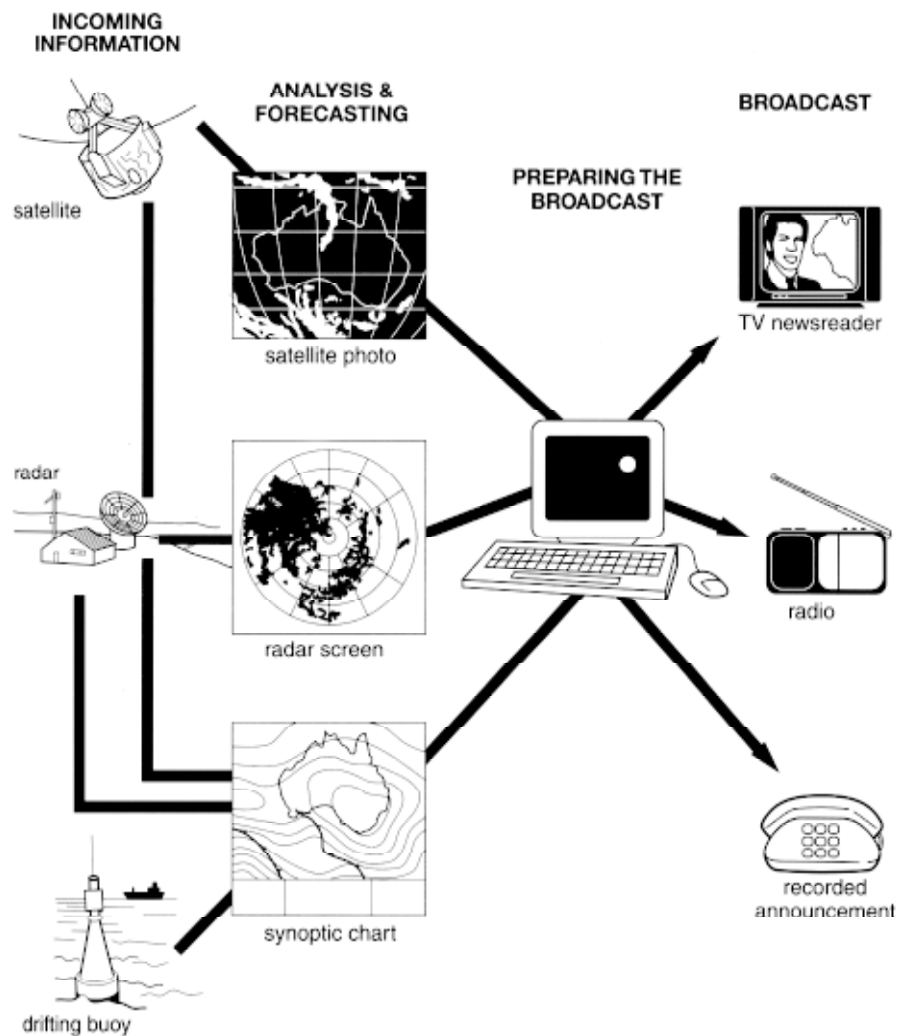 INCOMING
INFORMATION
ANALYSIS &
FORECASTING
BROADCAST
PREPARING THE
BROADCAST
satellite
satellite photo
TV newsreader
radar
radar screen
radio
synoptic chart
recorded
announcement
drifting buoy